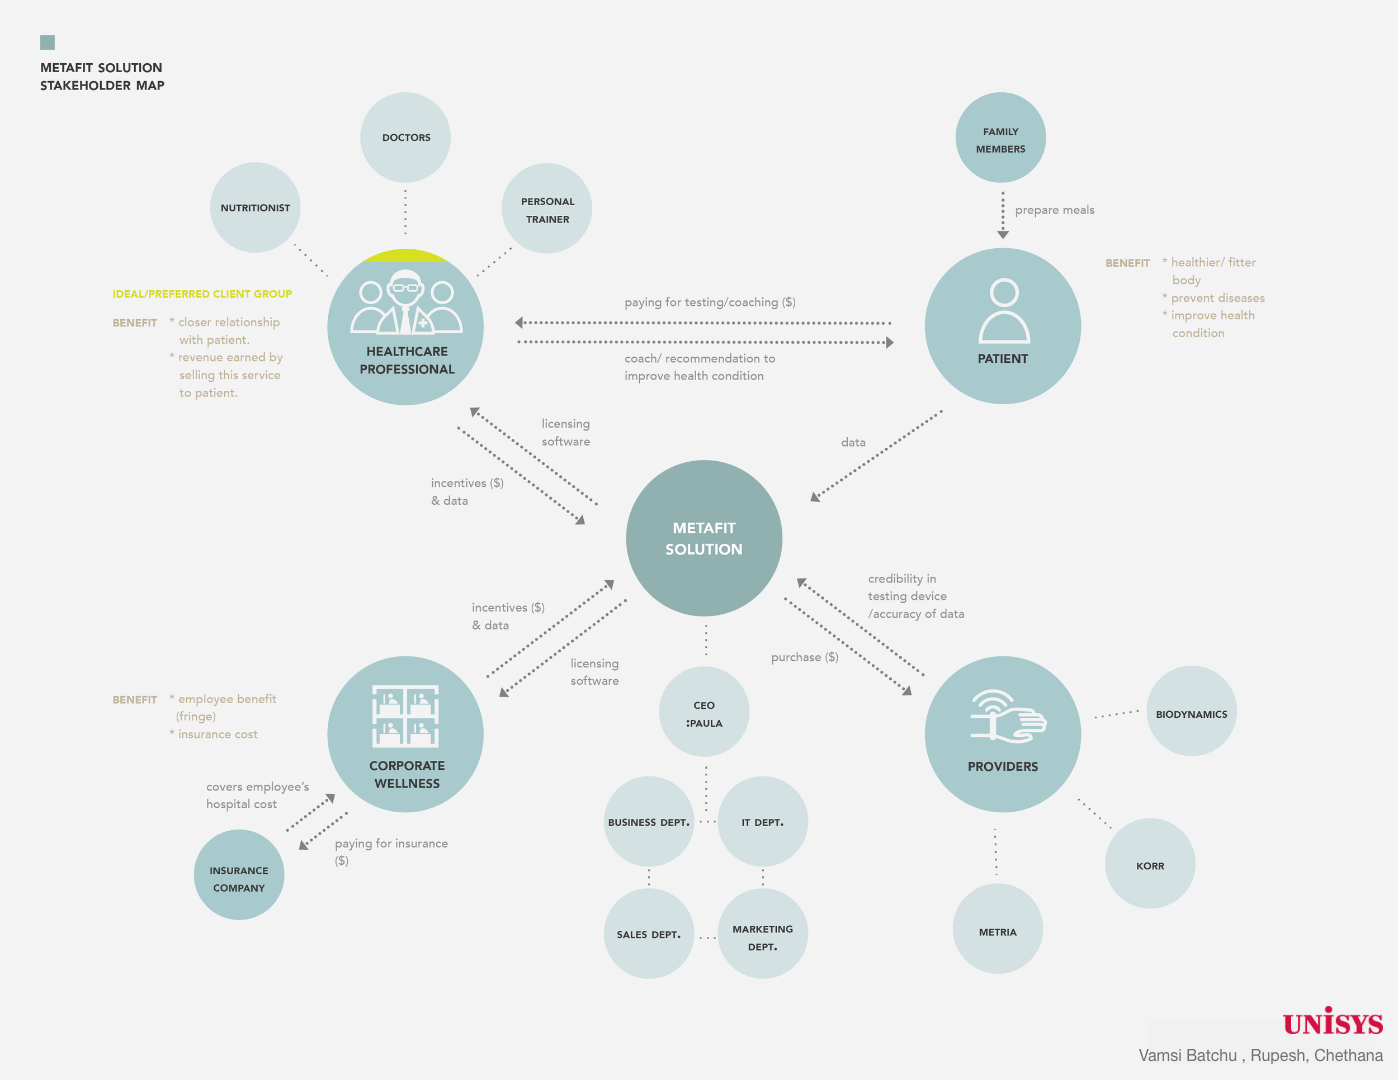 METAFIT SOLUTION
STAKEHOLDER MAP
DOCTORS
NUTRITIONIST
PERSONAL
TRAINER
FAMILY
MEMBERS
prepare meals
IDEAL/PREFERRED CLIENT GROUP
BENEFIT * closer relationship
with patient.
* revenue earned by
selling this service
to patient.
HEALTHCARE
PROFESSIONAL
paying for testing/coaching ($)
coach/ recommendation to
improve health condition
PATIENT
BENEFIT * healthier/ fitter
body
* prevent diseases
* improve health
condition
licensing
software
incentives ($)
& data
data
METAFIT
SOLUTION
incentives ($)
& data
licensing
software
credibility in
testing device
/accuracy of data
purchase ($)
BENEFIT * employee benefit
(fringe)
* insurance cost
CORPORATE
WELLNESS
covers employee's
hospital cost
paying for insurance
($)
INSURANCE
COMPANY
CEO
:PAULA
BUSINESS DEPT.
IT DEPT.
SALES DEPT.
MARKETING
DEPT.
PROVIDERS
BIODYNAMICS
KORR
METRIA
UNISYS
Vamsi Batchu , Rupesh, Chethana